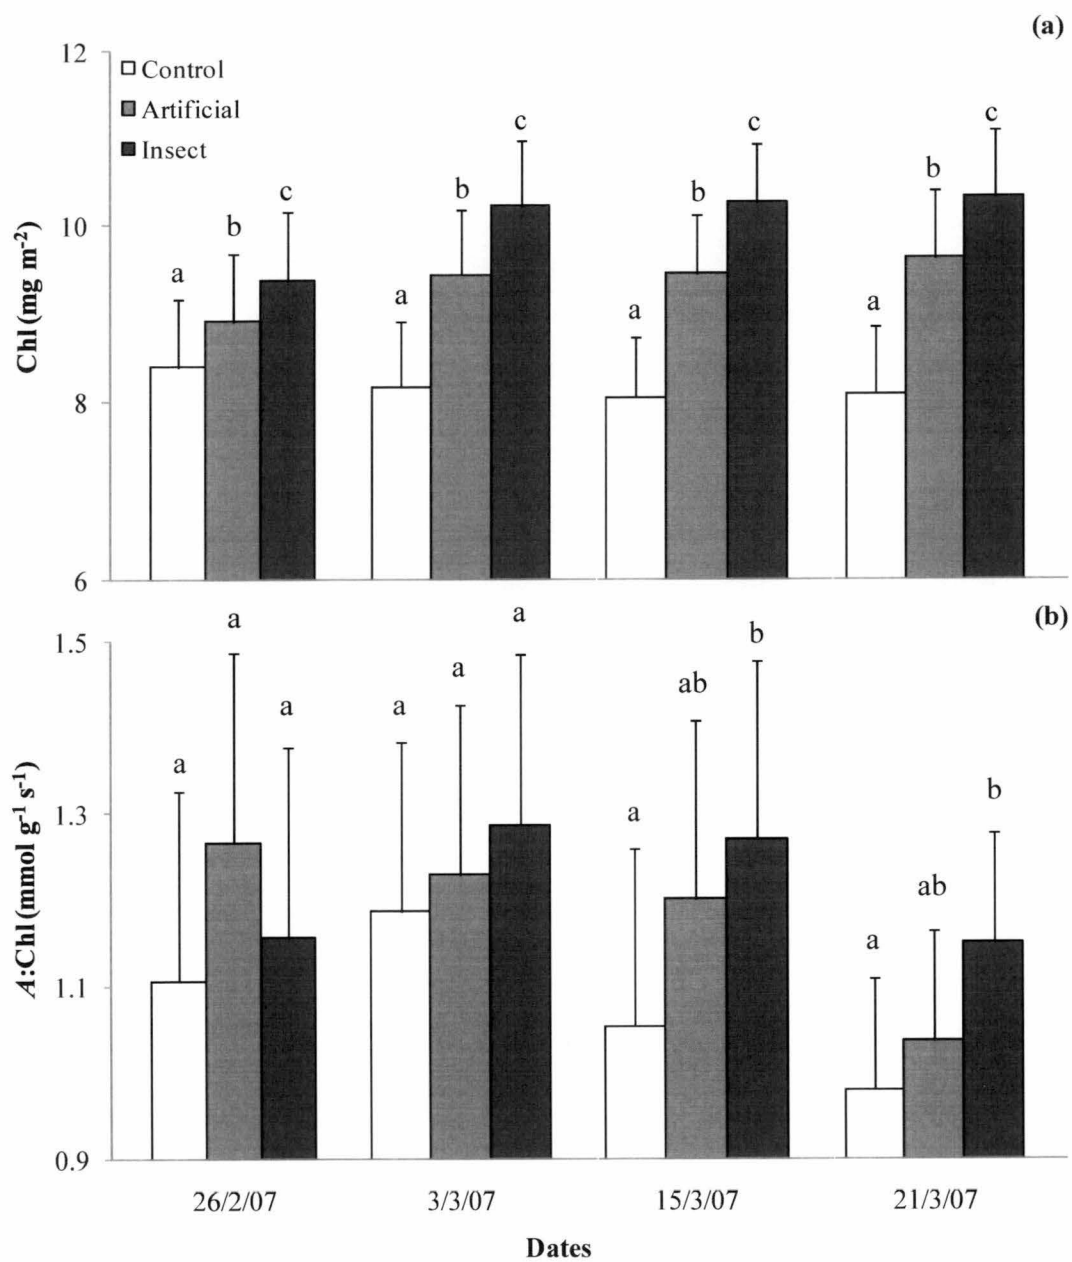 (a)
12
Control
Artificial
Insect
c
c
c
c
b
b
b
b
a
a
a
a
10
8
6
Chl (mg m⁻²)
(b)
1.5
a
a
b
a
a
ab
a
a
a
b
ab
a
1.3
1.1
0.9
A:Chl (mmol g⁻¹ s⁻¹)
26/2/07 3/3/07 15/3/07 21/3/07
Dates